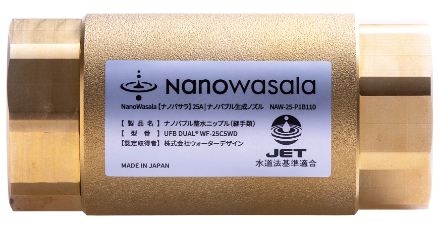 nanowasala
NanoWasala【ナノバサラ】25A | ナノバブル生成ノズル NAW-25-P1B110
【製品名】ナノバブル整水ニップル(継手類)
【型番】UFB DUAL® WF-25CSWD
【認定取得者】株式会社ウォーターデザイン
JET
水道法基準適合
MADE IN JAPAN